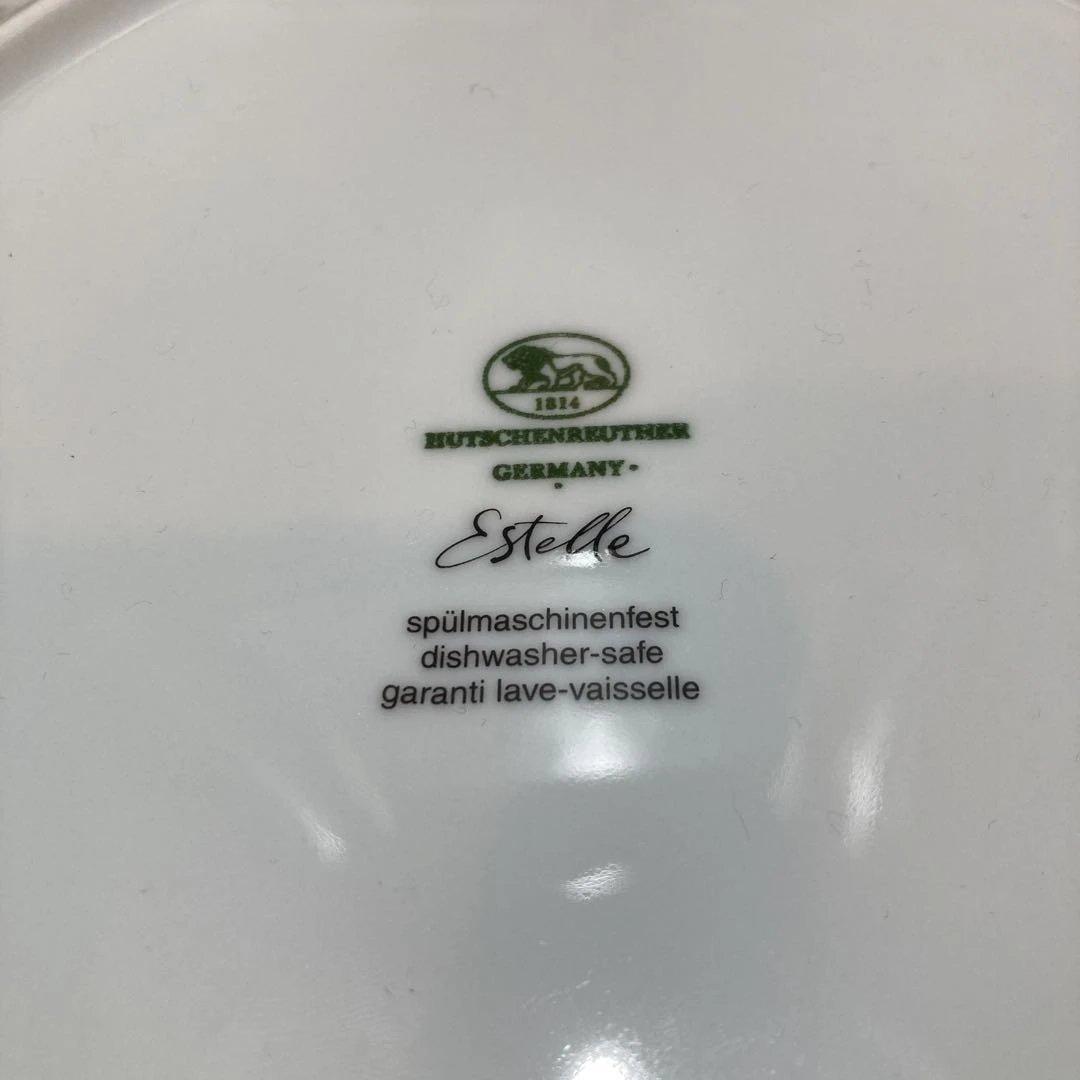 1814
HUTSCHENREUTHER
GERMANY
Estelle
spülmaschinenfest
dishwasher-safe
garanti lave-vaisselle